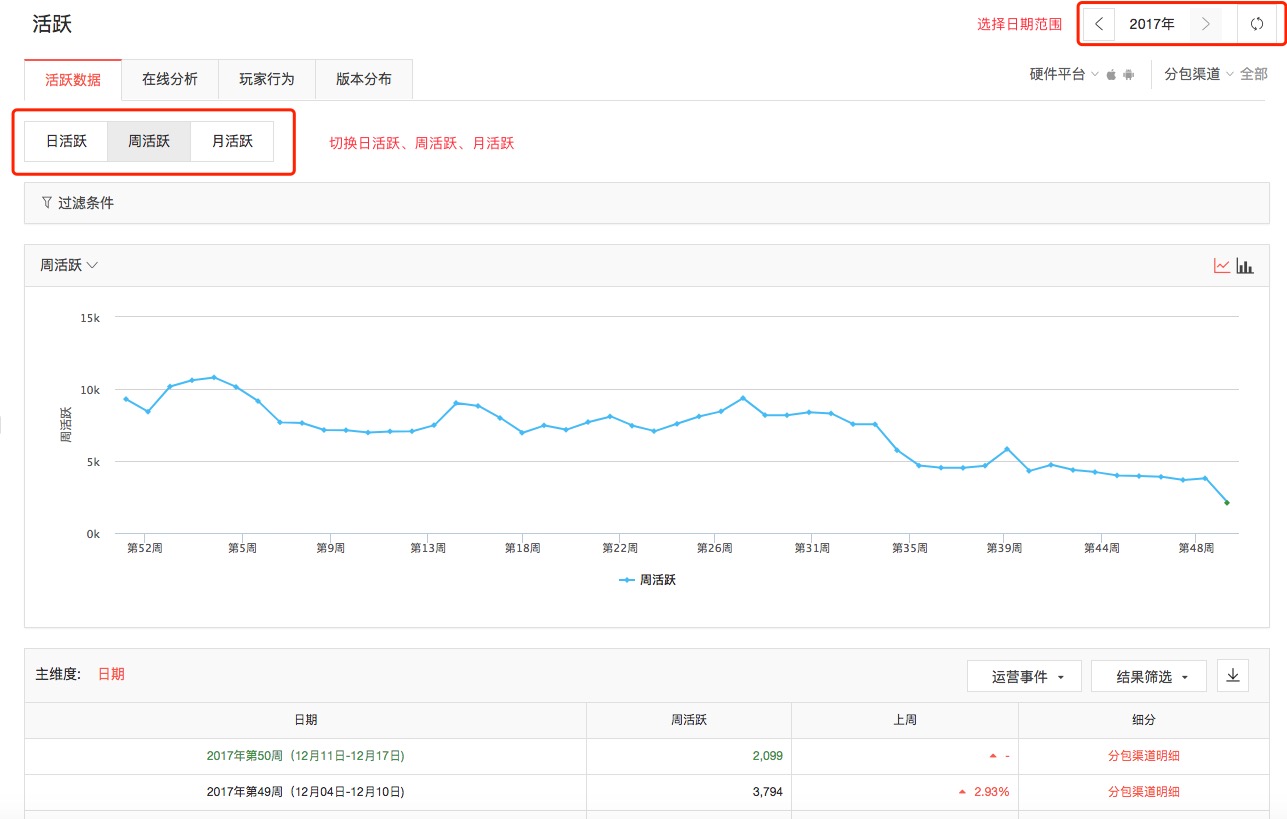 活跃
选择日期范围
2017年
活跃数据 在线分析 玩家行为 版本分布
硬件平台 分包渠道 全部
日活跃 周活跃 月活跃
切换日活跃、周活跃、月活跃
过滤条件
周活跃
15k
10k
5k
0k
周活跃
第52周 第5周 第9周 第13周 第18周 第22周 第26周 第31周 第35周 第39周 第44周 第48周
周活跃
主维度: 日期
运营事件 结果筛选
日期 周活跃 上周 细分
2017年第50周（12月11日-12月17日) 2,099 - 分包渠道明细
2017年第49周（12月04日-12月10日) 3,794 2.93% 分包渠道明细